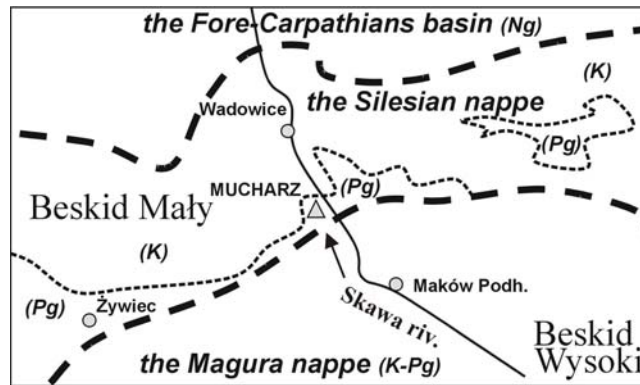 the Fore-Carpathians basin (Ng)
(K)
Wadowice
the Silesian nappe
(Pg)
MUCHARZ
(Pg)
Beskid Mały
(K)
(Pg)
Żywiec
Skawa riv.
Maków Podh.
Beskid
Wysoki
the Magura nappe (K-Pg)